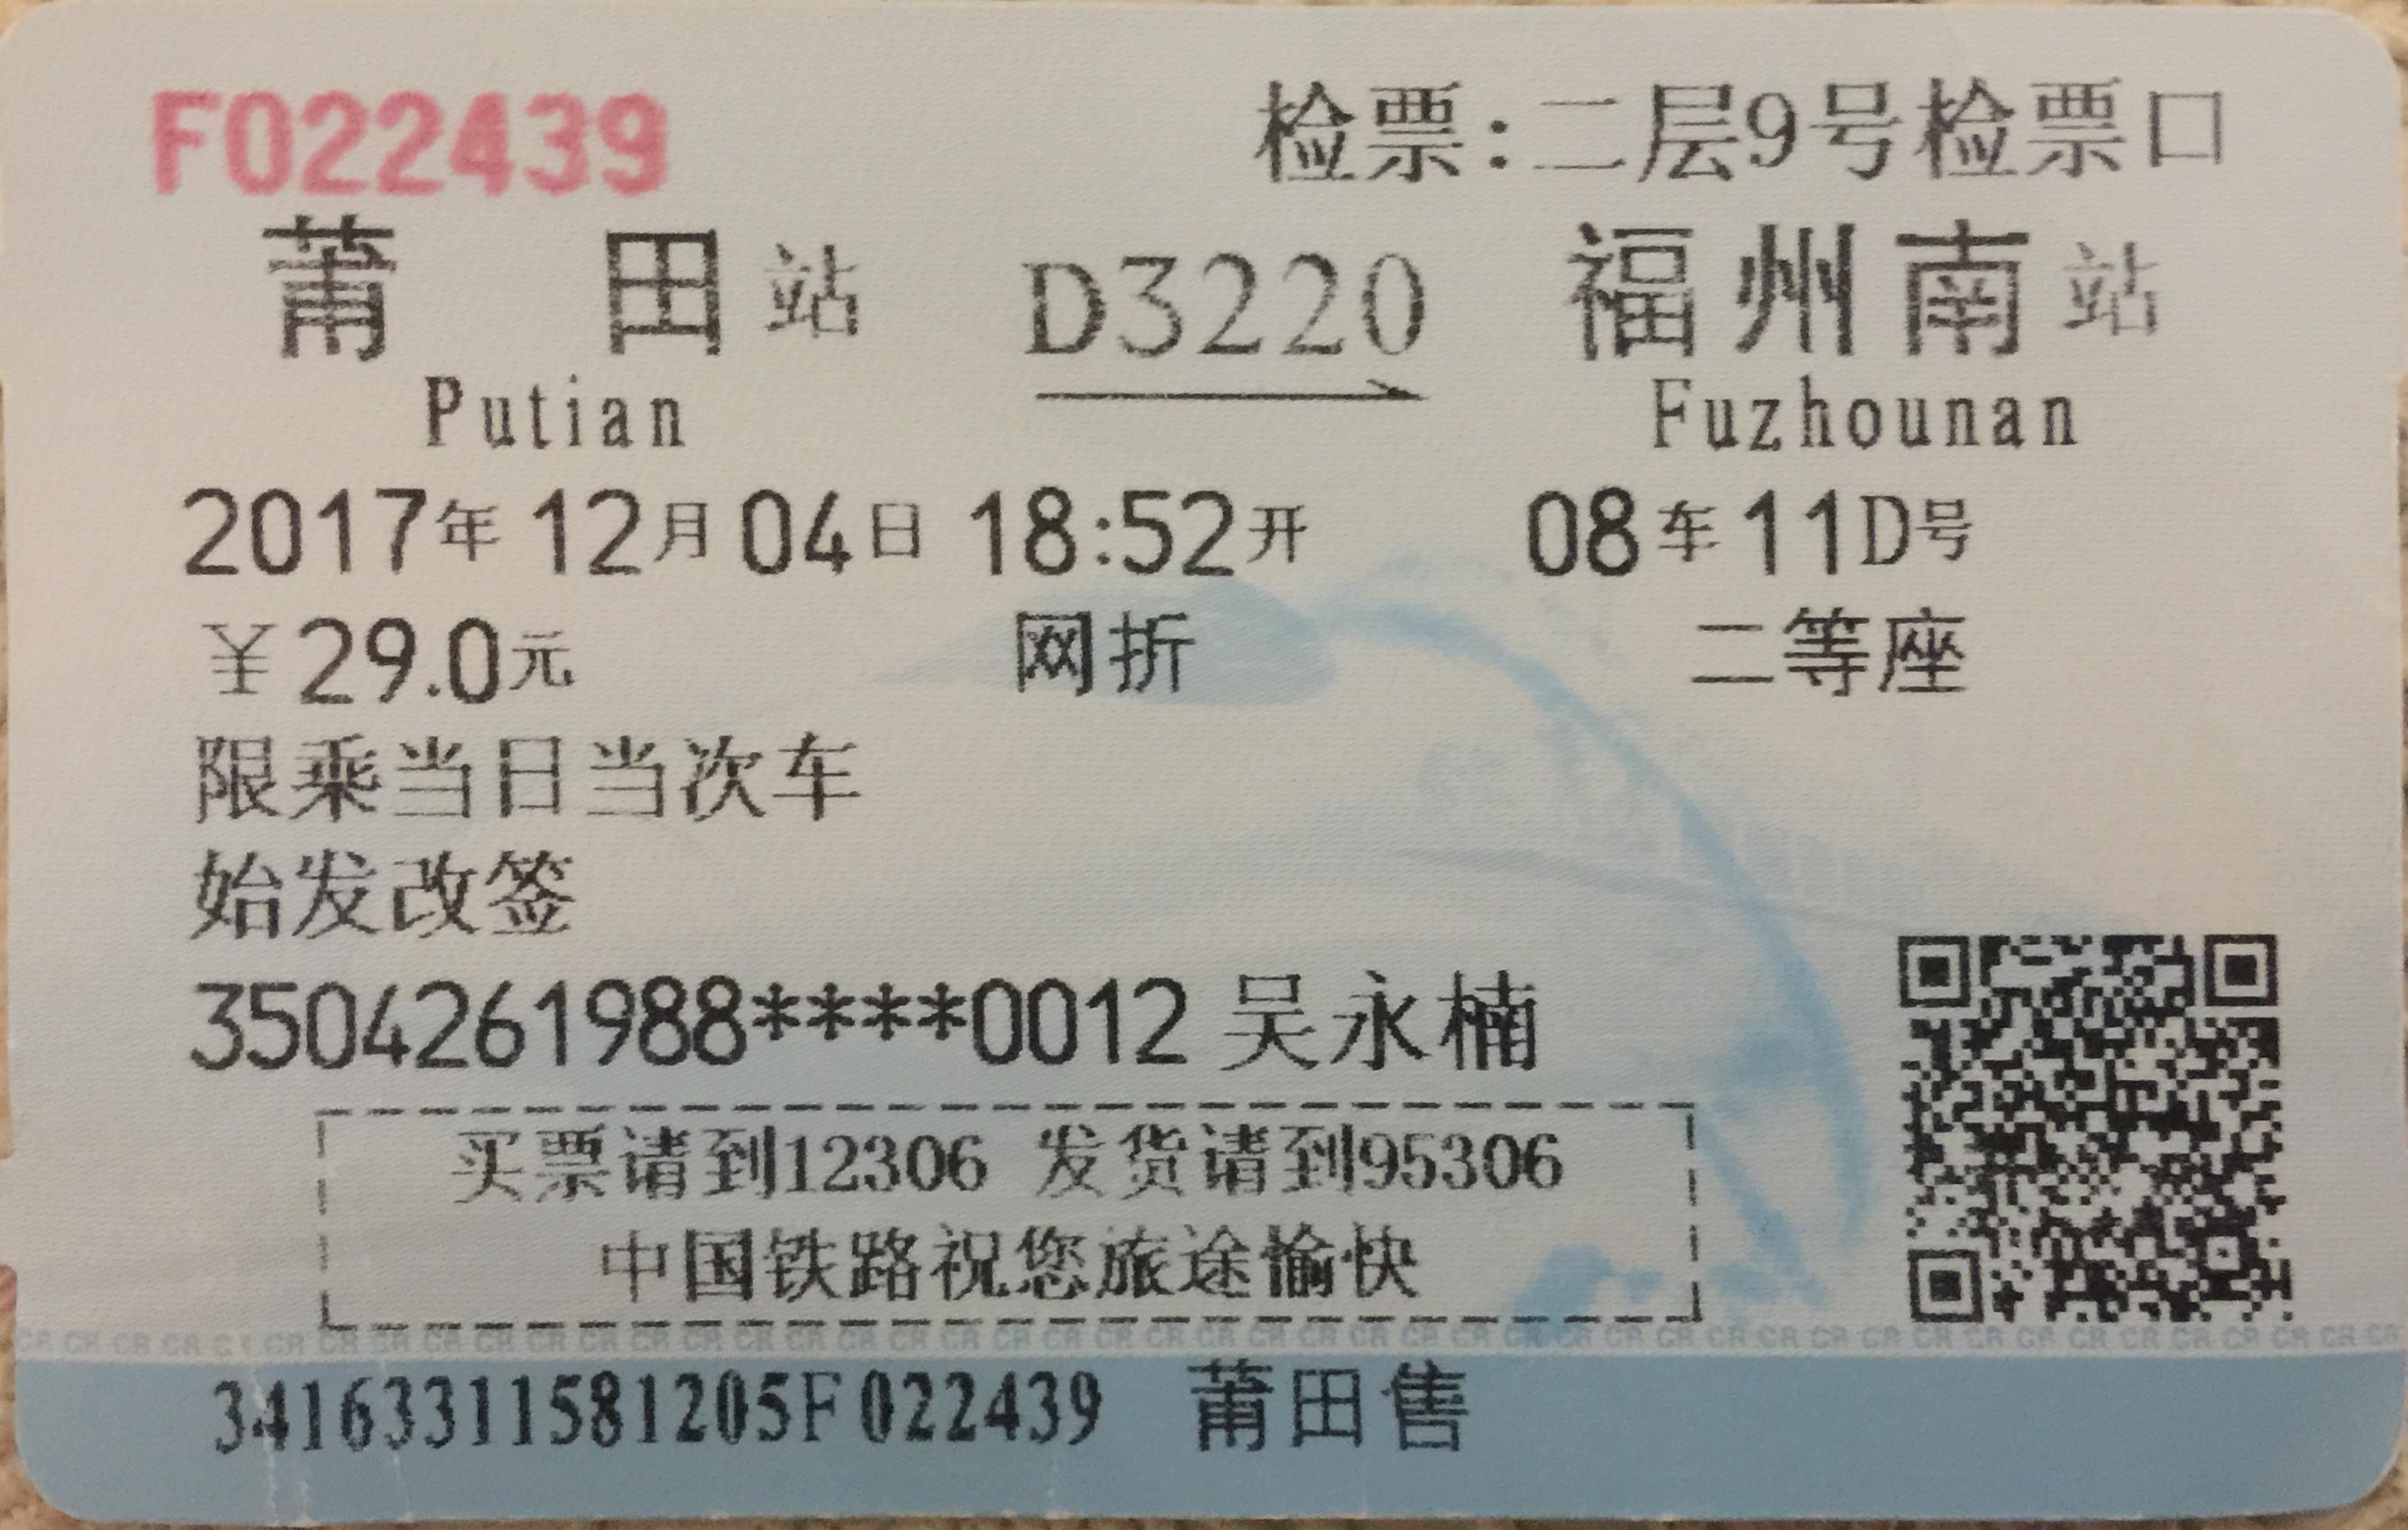 F022439 检票:二层9号检票口
莆田站 D3220 福州南站
Putian Fuzhounan
2017年12月04日 18:52开 08车11D号
￥29.0元 网折 二等座
限乘当日当次车
始发改签
3504261988****0012 吴永楠
买票请到12306 发货请到95306
中国铁路祝您旅途愉快
CR CR CR CR CR CR CR CR CR CR CR CR CR CR CR CR CR CR CR CR CR CR CR CR CR CR CR CR CR CR CR CR CR CR CR CR CR CR CR CR CR CR CR CR CR CR
34163311581205F022439 莆田售